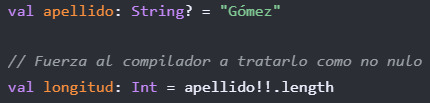 val apellido: String? = "Gómez"
// Fuerza al compilador a tratarlo como no nulo
val longitud: Int = apellido!!.length